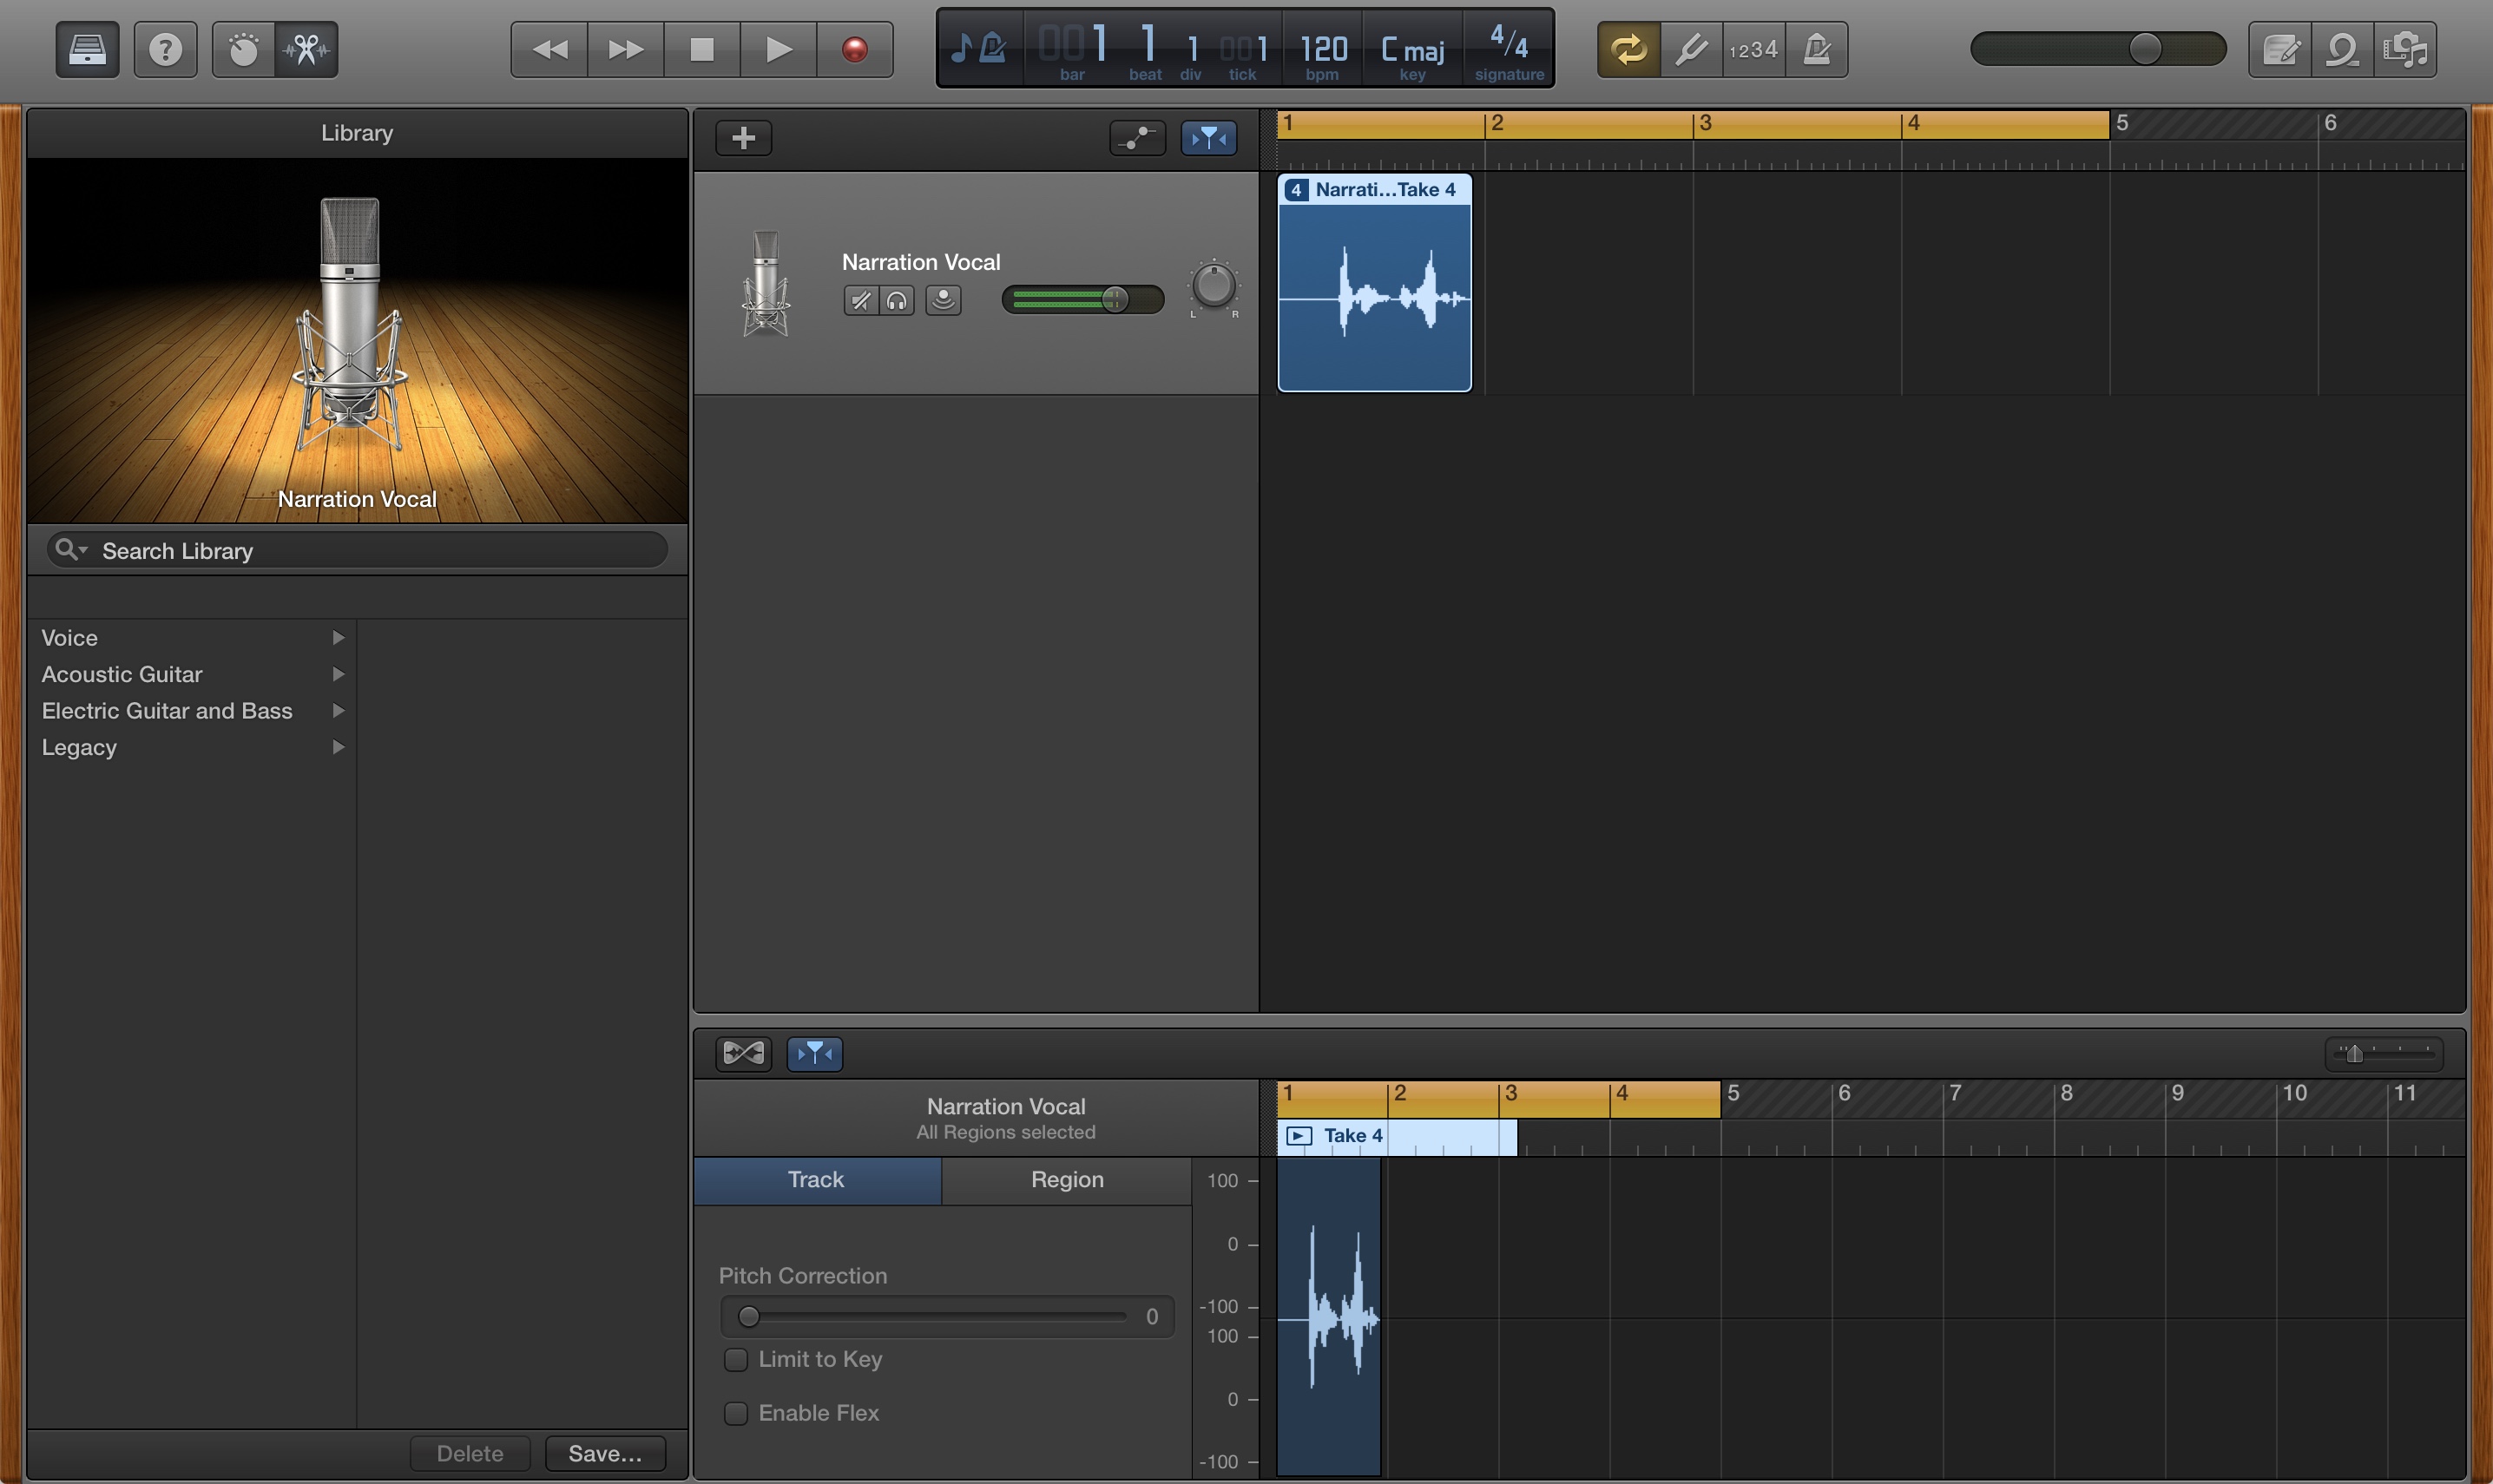 ?
1234
001 1 1 001 120 C maj 4/4
bar beat div tick bpm key signature
Library
Narration Vocal
Search Library
Voice
Acoustic Guitar
Electric Guitar and Bass
Legacy
Delete Save...
1 2 3 4 5 6
4 Narrati...Take 4
Narration Vocal
L R
1 2 3 4 5 6 7 8 9 10 11
Narration Vocal
All Regions selected
Take 4
Track Region
Pitch Correction
0
Limit to Key
Enable Flex
100
0
-100
100
0
-100